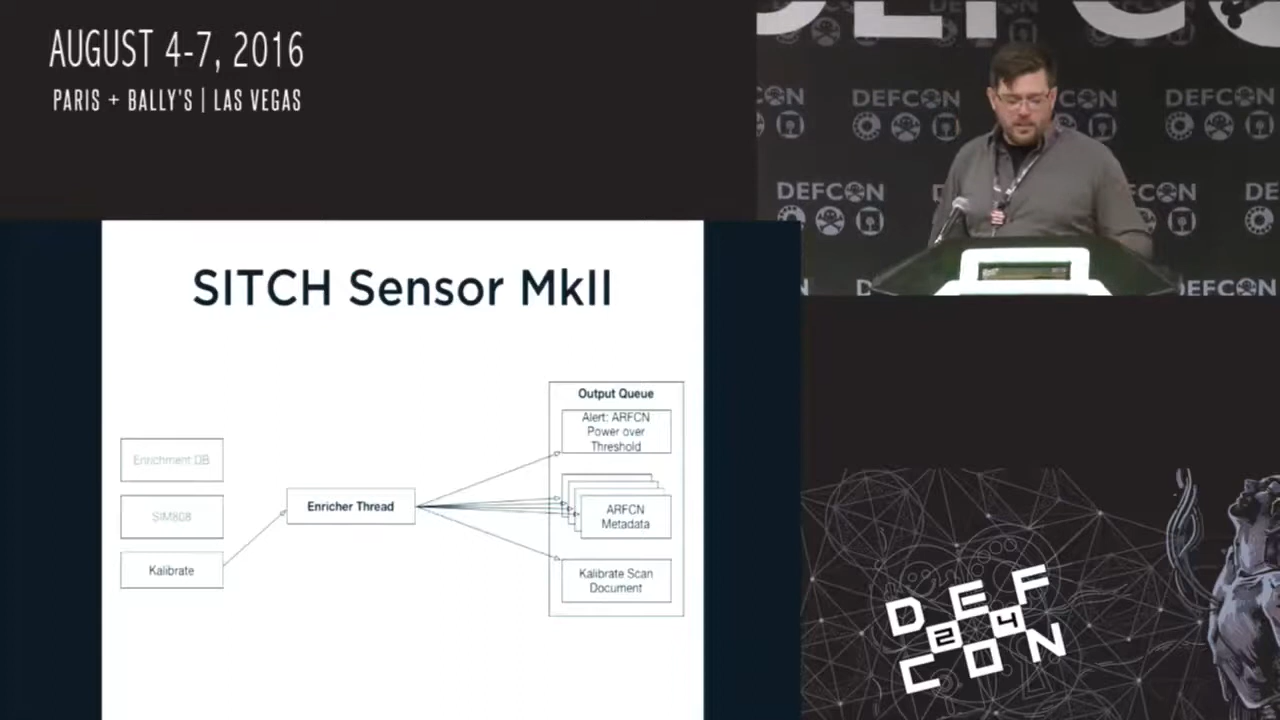 AUGUST 4-7, 2016
PARIS + BALLY'S | LAS VEGAS
SITCH Sensor MkII
Enrichment DB
SIM808
Kalibrate
Enricher Thread
Output Queue
Alert: ARFCN
Power over
Threshold
ARFCN
Metadata
Kalibrate Scan
Document
DEFCON
DEFCON
DEFCON
DEFCON
DEF
24
CON